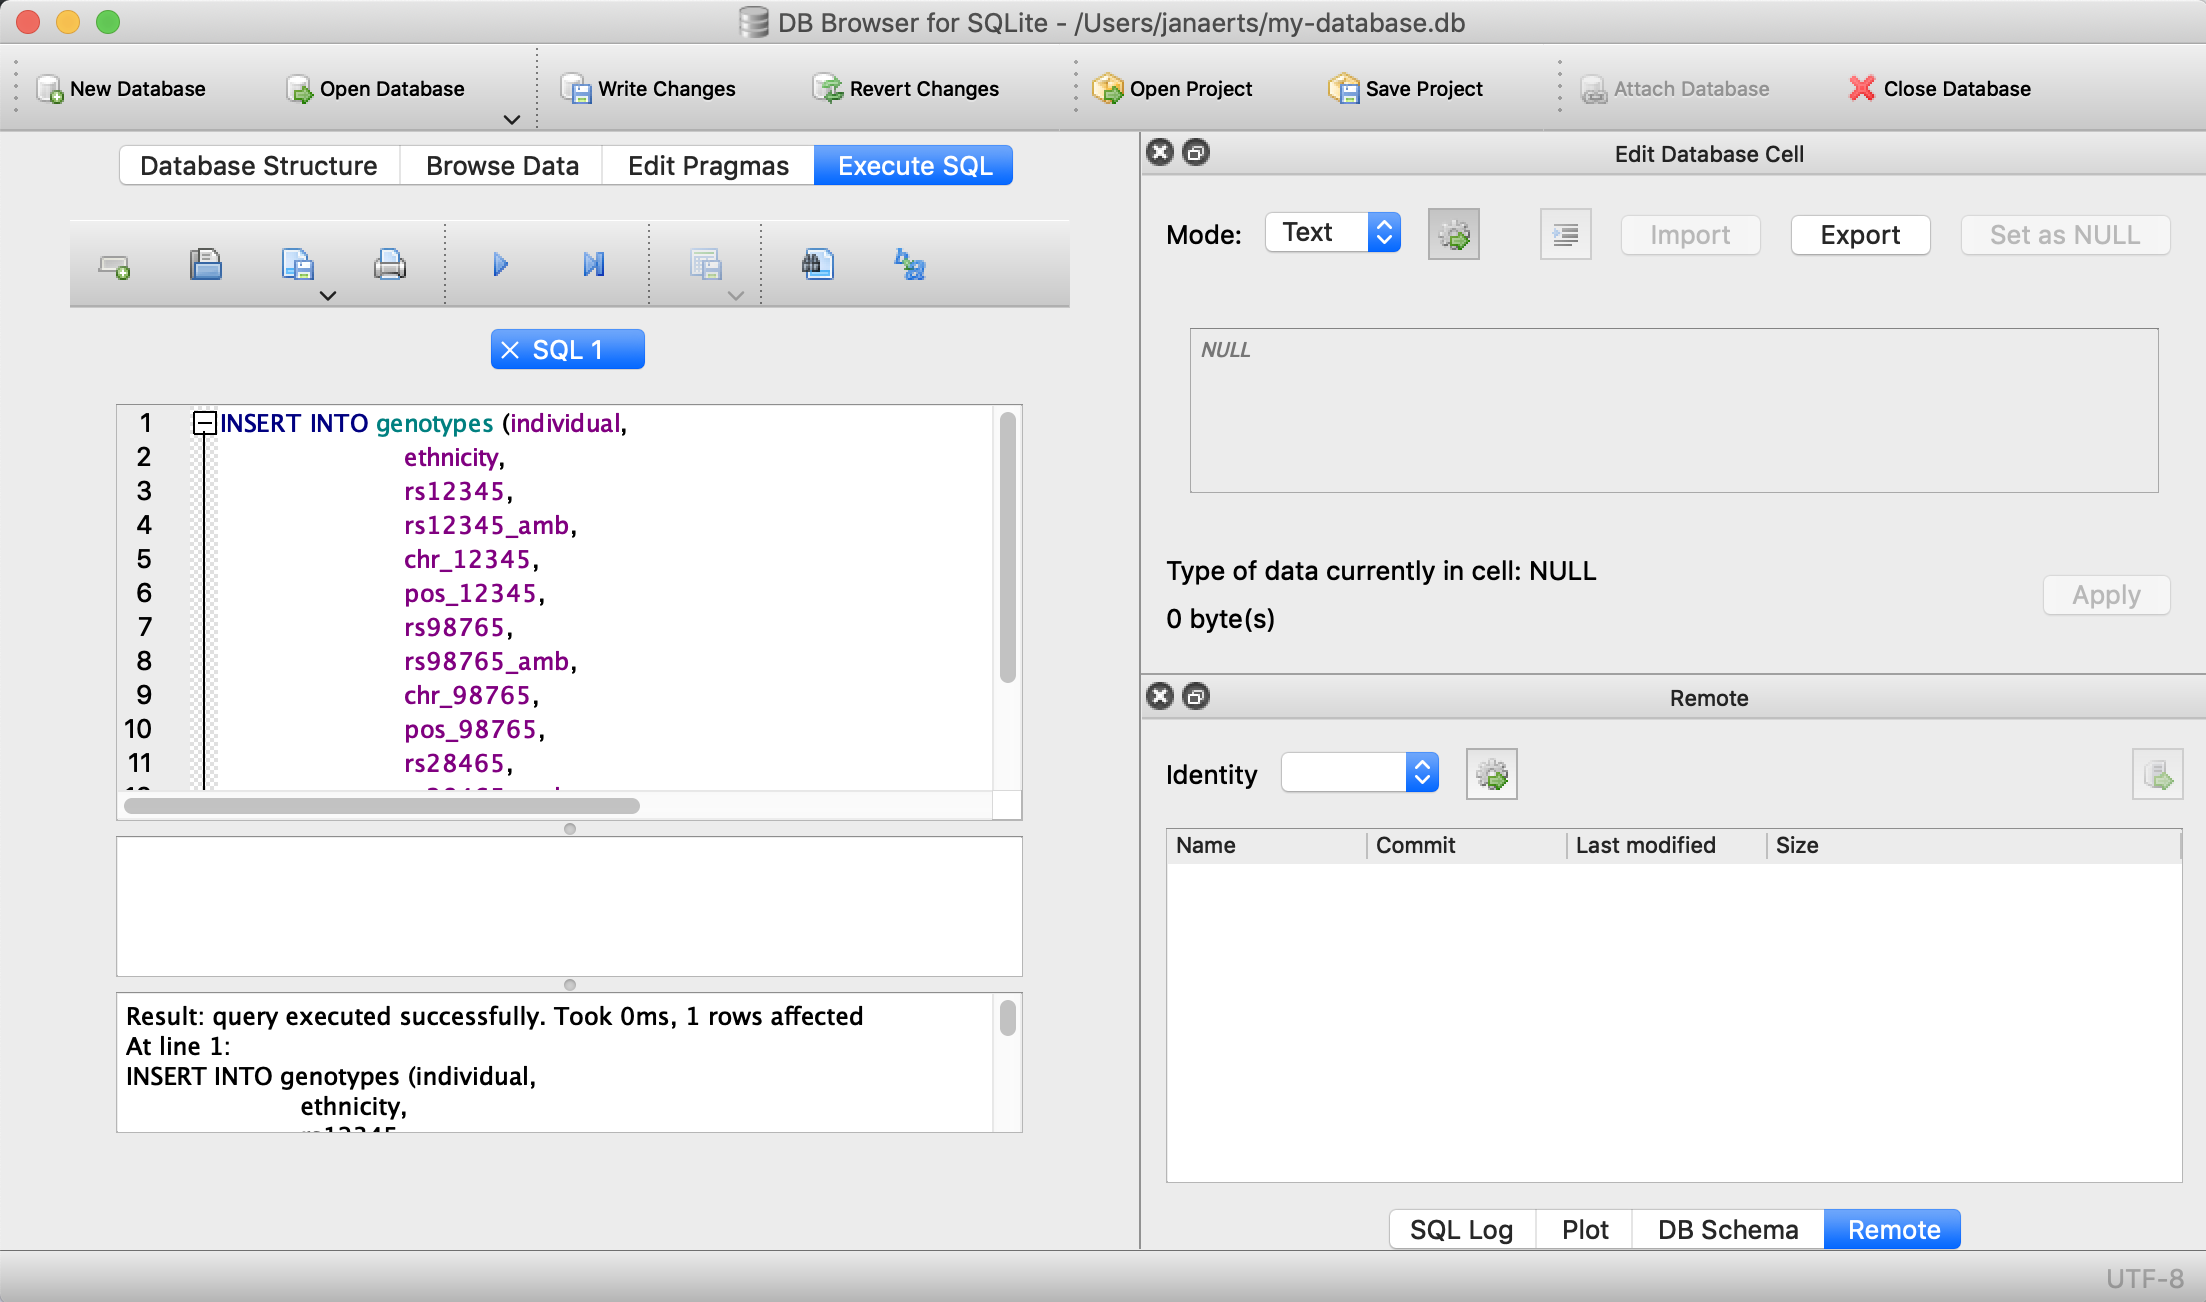 DB Browser for SQLite - /Users/janaerts/my-database.db
New Database Open Database Write Changes Revert Changes Open Project Save Project Attach Database Close Database
Database Structure Browse Data Edit Pragmas Execute SQL
SQL 1
1 INSERT INTO genotypes (individual,
2 ethnicity,
3 rs12345,
4 rs12345_amb,
5 chr_12345,
6 pos_12345,
7 rs98765,
8 rs98765_amb,
9 chr_98765,
10 pos_98765,
11 rs28465,
Result: query executed successfully. Took 0ms, 1 rows affected
At line 1:
INSERT INTO genotypes (individual,
ethnicity,
Edit Database Cell
Mode: Text Import Export Set as NULL
NULL
Type of data currently in cell: NULL
0 byte(s)
Apply
Remote
Identity
Name Commit Last modified Size
SQL Log Plot DB Schema Remote
UTF-8